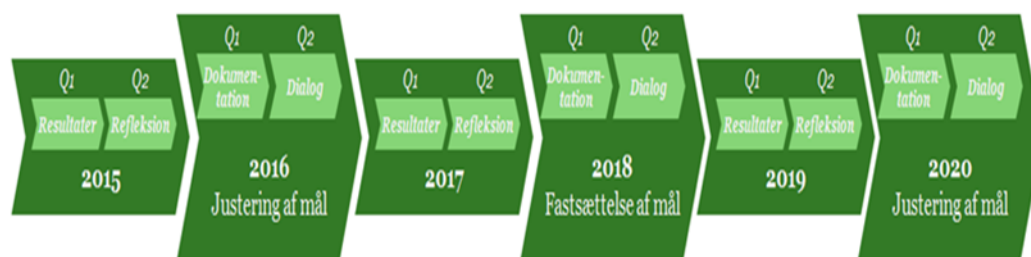 Q1 Q2
Resultater Refleksion
2015
Q1 Q2
Dokumen-
tation
Dialog
2016
Justering af mål
Q1 Q2
Resultater Refleksion
2017
Q1 Q2
Dokumen-
tation
Dialog
2018
Fastsættelse af mål
Q1 Q2
Resultater Refleksion
2019
Q1 Q2
Dokumen-
tation
Dialog
2020
Justering af mål